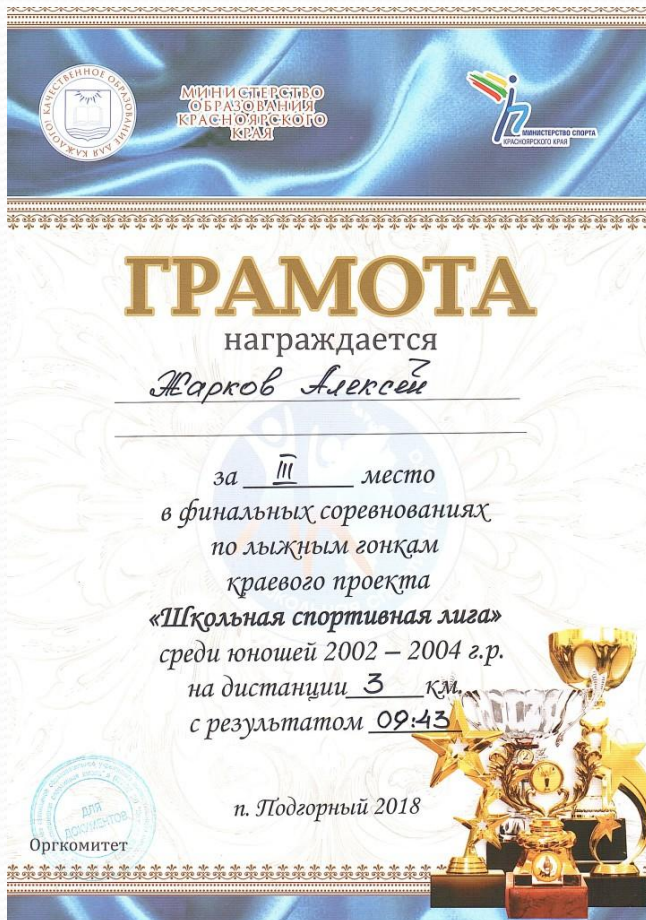 КАЧЕСТВЕННОЕ ОБРАЗОВАНИЕ ДЛЯ КАЖДОГО!
МИНИСТЕРСТВО
ОБРАЗОВАНИЯ
КРАСНОЯРСКОГО
КРАЯ
МИНИСТЕРСТВО СПОРТА
КРАСНОЯРСКОГО КРАЯ
ГРАМОТА
награждается
Жарков Алексей
за III место
в финальных соревнованиях
по лыжным гонкам
краевого проекта
«Школьная спортивная лига»
среди юношей 2002 – 2004 г.р.
на дистанции 3 км.
с результатом 09:43
п. Подгорный 2018
ДЛЯ
ДОКУМЕНТОВ
Оргкомитет